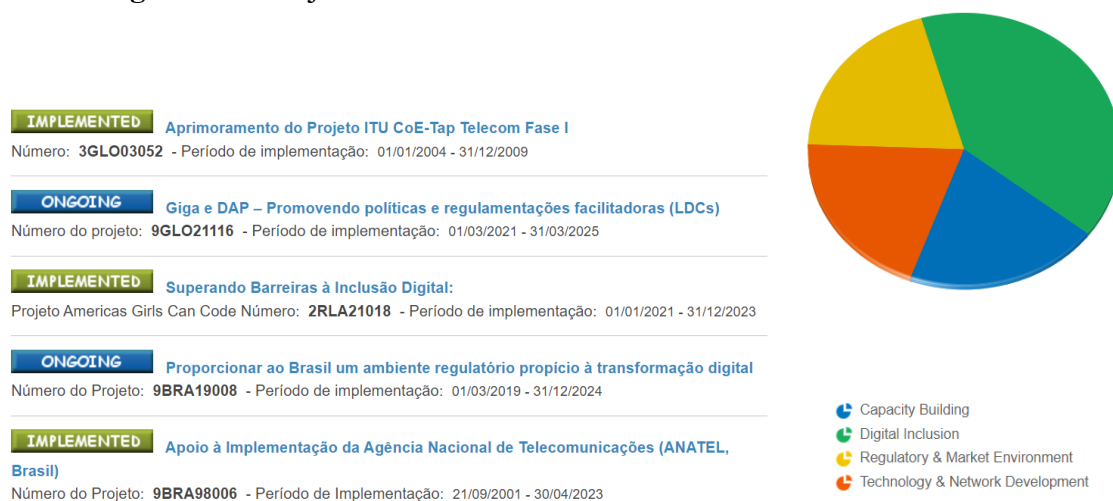 IMPLEMENTED Aprimoramento do Projeto ITU CoE-Tap Telecom Fase I
Número: 3GLO03052 - Período de implementação: 01/01/2004 - 31/12/2009
ONGOING Giga e DAP – Promovendo políticas e regulamentações facilitadoras (LDCs)
Número do projeto: 9GLO21116 - Período de implementação: 01/03/2021 - 31/03/2025
IMPLEMENTED Superando Barreiras à Inclusão Digital:
Projeto Americas Girls Can Code Número: 2RLA21018 - Período de implementação: 01/01/2021 - 31/12/2023
ONGOING Proporcionar ao Brasil um ambiente regulatório propício à transformação digital
Número do Projeto: 9BRA19008 - Período de implementação: 01/03/2019 - 31/12/2024
IMPLEMENTED Apoio à Implementação da Agência Nacional de Telecomunicações (ANATEL,
Brasil)
Número do Projeto: 9BRA98006 - Período de Implementação: 21/09/2001 - 30/04/2023
Capacity Building
Digital Inclusion
Regulatory & Market Environment
Technology & Network Development